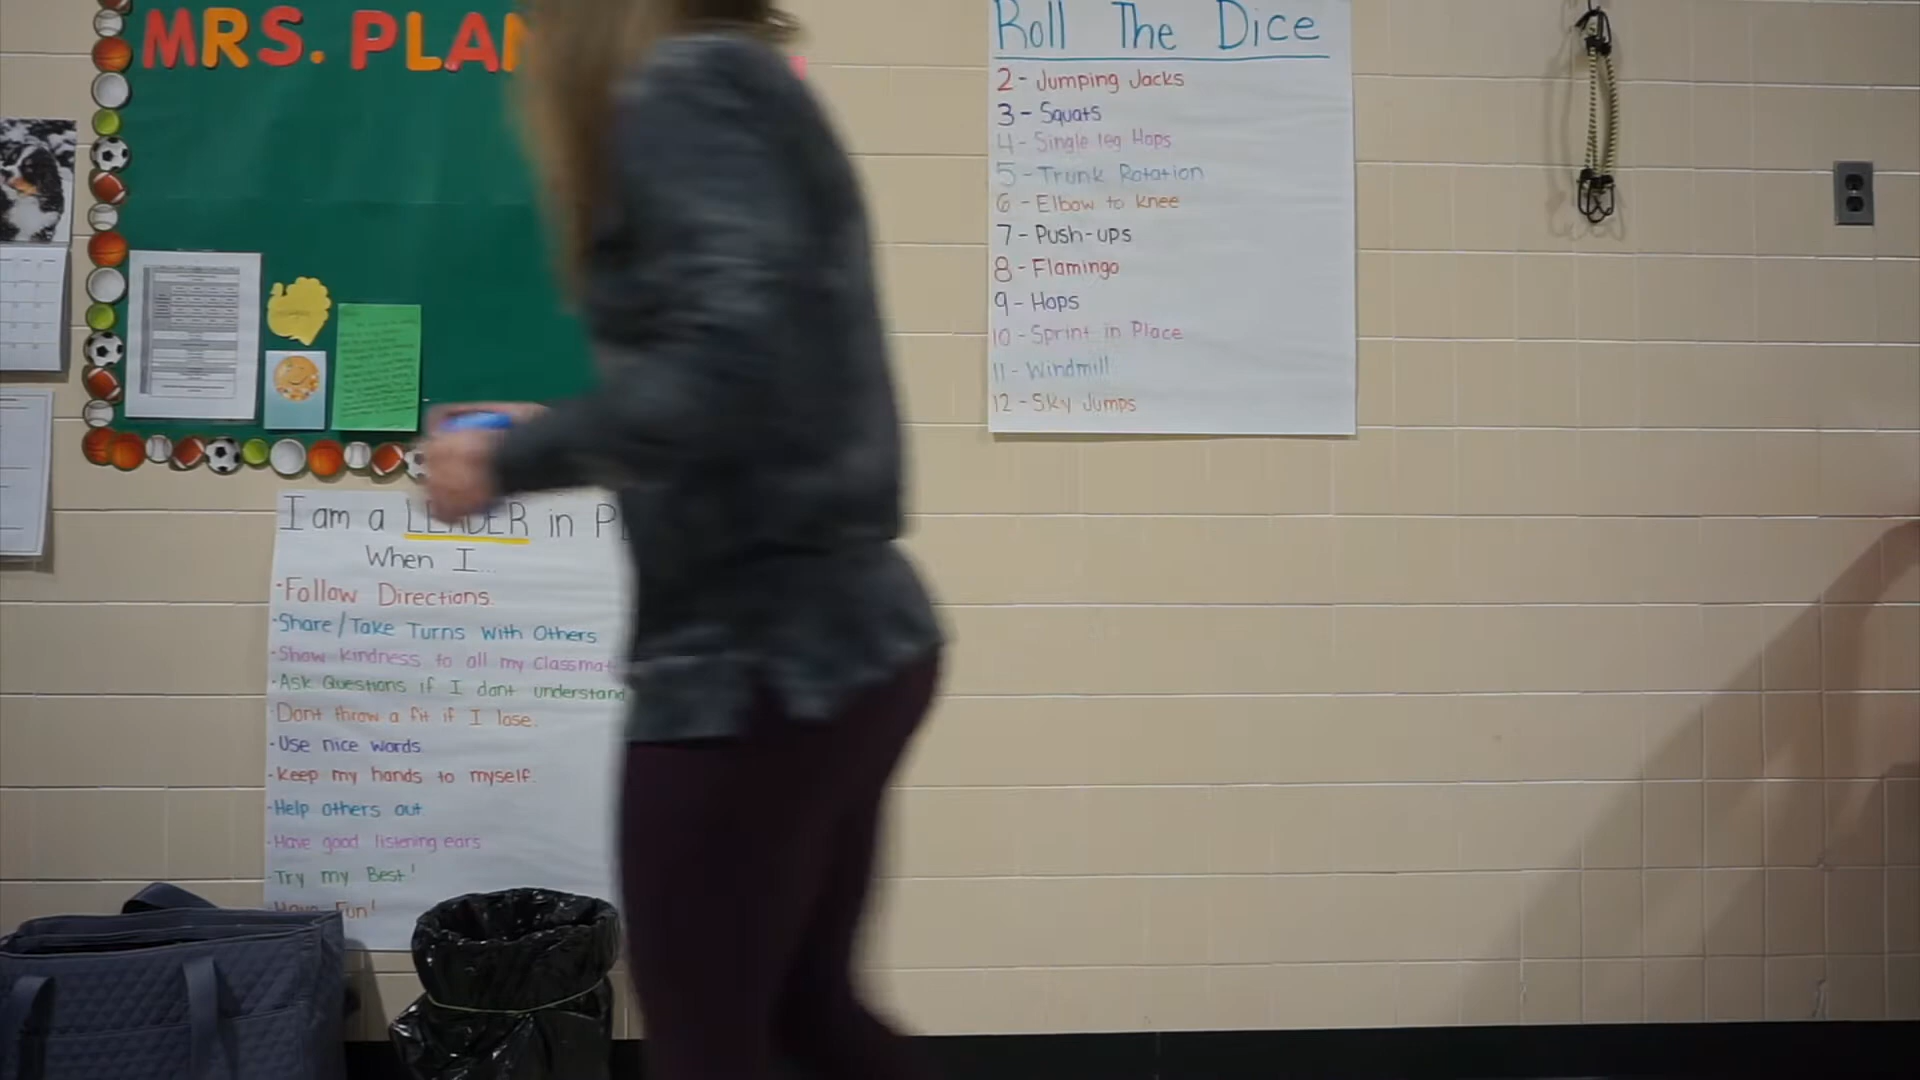 MRS. PLAN
Roll The Dice
2 - Jumping Jacks
3 - Squats
4 - Single leg Hops
5 - Trunk Rotation
6 - Elbow to knee
7 - Push-ups
8 - Flamingo
9 - Hops
10 - Sprint in Place
11 - Windmill
12 - Sky Jumps
I am a LEADER in P
When I...
-Follow Directions.
-Share/Take Turns With Others
-Show kindness to all my Classmat
-Ask Questions if I dont understand
-Dont throw a fit if I lose.
-Use nice words
-Keep my hands to myself.
-Help others out.
-Have good listening ears
-Try my Best!
-Have Fun!